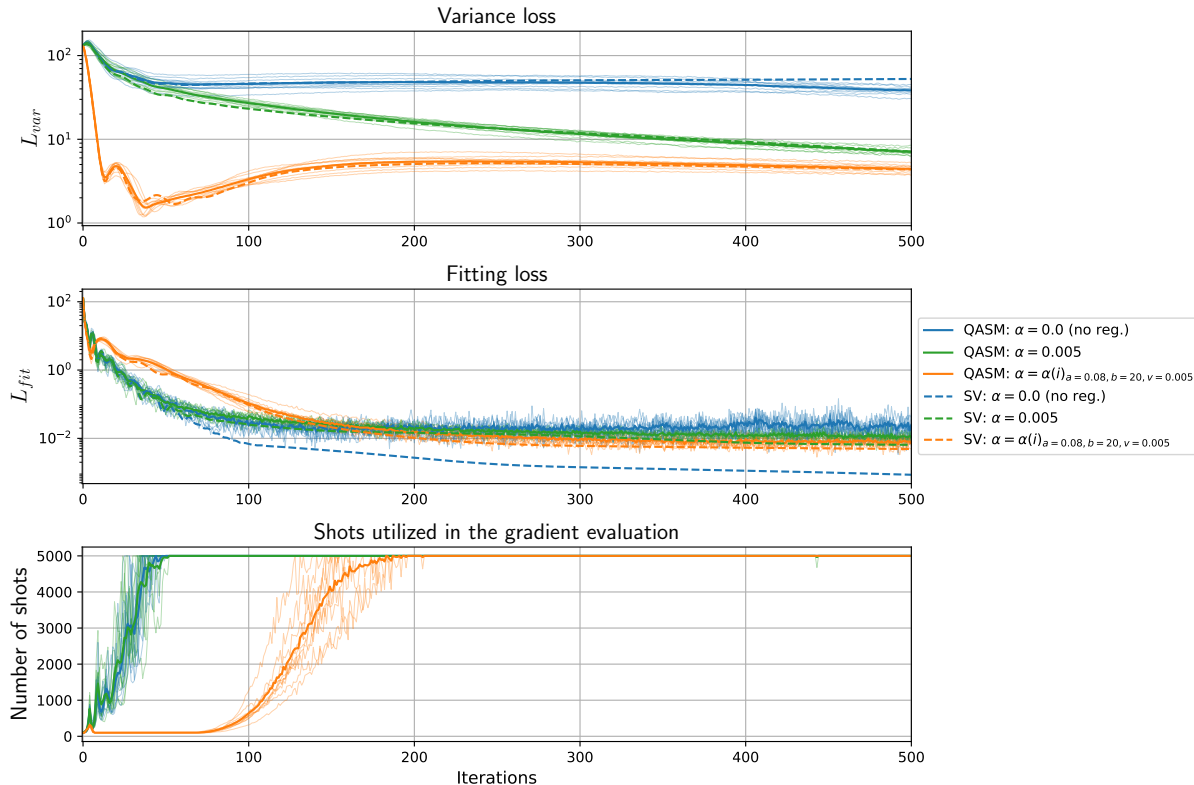 Variance loss
10²
10¹
10⁰
L_var
0 100 200 300 400 500
Fitting loss
10²
10⁰
10⁻²
L_fit
0 100 200 300 400 500
QASM: α = 0.0 (no reg.)
QASM: α = 0.005
QASM: α = α(i)_{a = 0.08, b = 20, v = 0.005}
SV: α = 0.0 (no reg.)
SV: α = 0.005
SV: α = α(i)_{a = 0.08, b = 20, v = 0.005}
Shots utilized in the gradient evaluation
5000
4000
3000
2000
1000
0
Number of shots
0 100 200 300 400 500
Iterations